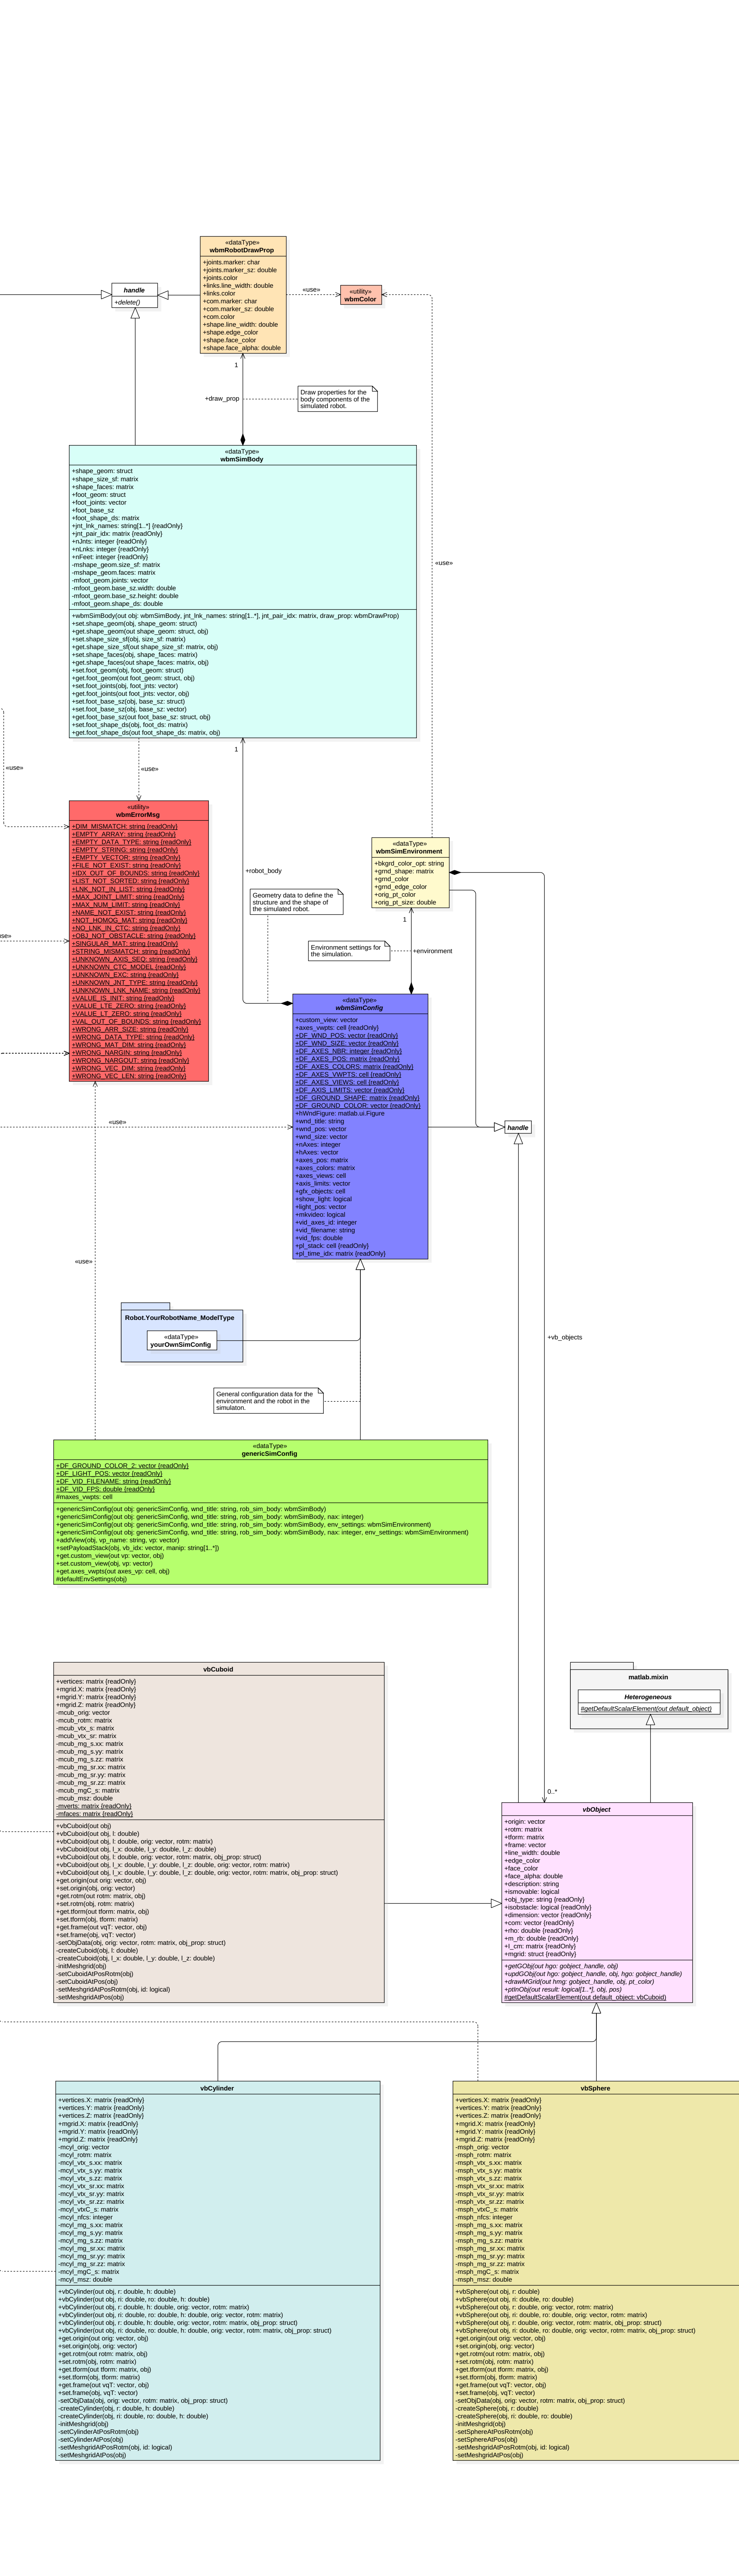 «dataType»
wbmRobotDrawProp
+joints.marker: char
+joints.marker_sz: double
+joints.color
+links.line_width: double
+links.color
+com.marker: char
+com.marker_sz: double
+com.color
+shape.line_width: double
+shape.edge_color
+shape.face_color
+shape.face_alpha: double
handle
+delete()
«use»
«utility»
wbmColor
1
+draw_prop
Draw properties for the
body components of the
simulated robot.
«dataType»
wbmSimBody
+shape_geom: struct
+shape_size_sf: matrix
+shape_faces: matrix
+foot_geom: struct
+foot_joints: vector
+foot_base_sz
+foot_shape_ds: matrix
+jnt_lnk_names: string[1..*] {readOnly}
+jnt_pair_idx: matrix {readOnly}
+nJnts: integer {readOnly}
+nLnks: integer {readOnly}
+nFeet: integer {readOnly}
-mshape_geom.size_sf: matrix
-mshape_geom.faces: matrix
-mfoot_geom.joints: vector
-mfoot_geom.base_sz.width: double
-mfoot_geom.base_sz.height: double
-mfoot_geom.shape_ds: double
+wbmSimBody(out obj: wbmSimBody, jnt_lnk_names: string[1..*], jnt_pair_idx: matrix, draw_prop: wbmDrawProp)
+set.shape_geom(obj, shape_geom: struct)
+get.shape_geom(out shape_geom: struct, obj)
+set.shape_size_sf(obj, size_sf: matrix)
+get.shape_size_sf(out shape_size_sf: matrix, obj)
+set.shape_faces(obj, shape_faces: matrix)
+get.shape_faces(out shape_faces: matrix, obj)
+set.foot_geom(obj, foot_geom: struct)
+get.foot_geom(out foot_geom: struct, obj)
+set.foot_joints(obj, foot_jnts: vector)
+get.foot_joints(out foot_jnts: vector, obj)
+set.foot_base_sz(obj, base_sz: struct)
+set.foot_base_sz(obj, base_sz: vector)
+get.foot_base_sz(out foot_base_sz: struct, obj)
+set.foot_shape_ds(obj, foot_ds: matrix)
+get.foot_shape_ds(out foot_shape_ds: matrix, obj)
«use»
1
«use»
«use»
«utility»
wbmErrorMsg
+DIM_MISMATCH: string {readOnly}
+EMPTY_ARRAY: string {readOnly}
+EMPTY_DATA_TYPE: string {readOnly}
+EMPTY_STRING: string {readOnly}
+EMPTY_VECTOR: string {readOnly}
+FILE_NOT_EXIST: string {readOnly}
+IDX_OUT_OF_BOUNDS: string {readOnly}
+LIST_NOT_SORTED: string {readOnly}
+LNK_NOT_IN_LIST: string {readOnly}
+MAX_JOINT_LIMIT: string {readOnly}
+MAX_NUM_LIMIT: string {readOnly}
+NAME_NOT_EXIST: string {readOnly}
+NOT_HOMOG_MAT: string {readOnly}
+NO_LNK_IN_CTC: string {readOnly}
+OBJ_NOT_OBSTACLE: string {readOnly}
+SINGULAR_MAT: string {readOnly}
+STRING_MISMATCH: string {readOnly}
+UNKNOWN_AXIS_SEQ: string {readOnly}
+UNKNOWN_CTC_MODEL {readOnly}
+UNKNOWN_EXC: string {readOnly}
+UNKNOWN_JNT_TYPE: string {readOnly}
+UNKNOWN_LNK_NAME: string {readOnly}
+VALUE_IS_INIT: string {readOnly}
+VALUE_LTE_ZERO: string {readOnly}
+VALUE_LT_ZERO: string {readOnly}
+VAL_OUT_OF_BOUNDS: string {readOnly}
+WRONG_ARR_SIZE: string {readOnly}
+WRONG_DATA_TYPE: string {readOnly}
+WRONG_MAT_DIM: string {readOnly}
+WRONG_NARGIN: string {readOnly}
+WRONG_NARGOUT: string {readOnly}
+WRONG_VEC_DIM: string {readOnly}
+WRONG_VEC_LEN: string {readOnly}
«dataType»
wbmSimEnvironment
+bkgrd_color_opt: string
+grnd_shape: matrix
+grnd_color
+grnd_edge_color
+orig_pt_color
+orig_pt_size: double
+robot_body
Geometry data to define the
structure and the shape of
the simulated robot.
1
use»
Environment settings for
the simulation.
+environment
«dataType»
wbmSimConfig
+custom_view: vector
+axes_vwpts: cell {readOnly}
+DF_WND_POS: vector {readOnly}
+DF_WND_SIZE: vector {readOnly}
+DF_AXES_NBR: integer {readOnly}
+DF_AXES_POS: matrix {readOnly}
+DF_AXES_COLORS: matrix {readOnly}
+DF_AXES_VWPTS: cell {readOnly}
+DF_AXES_VIEWS: cell {readOnly}
+DF_AXIS_LIMITS: vector {readOnly}
+DF_GROUND_SHAPE: matrix {readOnly}
+DF_GROUND_COLOR: vector {readOnly}
+hWndFigure: matlab.ui.Figure
+wnd_title: string
+wnd_pos: vector
+wnd_size: vector
+nAxes: integer
+hAxes: vector
+axes_pos: matrix
+axes_colors: matrix
+axes_views: cell
+axis_limits: vector
+gfx_objects: cell
+show_light: logical
+light_pos: vector
+mkvideo: logical
+vid_axes_id: integer
+vid_filename: string
+vid_fps: double
+pl_stack: cell {readOnly}
+pl_time_idx: matrix {readOnly}
«use»
handle
«use»
Robot.YourRobotName_ModelType
«dataType»
yourOwnSimConfig
+vb_objects
General configuration data for the
environment and the robot in the
simulaton.
«dataType»
genericSimConfig
+DF_GROUND_COLOR_2: vector {readOnly}
+DF_LIGHT_POS: vector {readOnly}
+DF_VID_FILENAME: string {readOnly}
+DF_VID_FPS: double {readOnly}
#maxes_vwpts: cell
+genericSimConfig(out obj: genericSimConfig, wnd_title: string, rob_sim_body: wbmSimBody)
+genericSimConfig(out obj: genericSimConfig, wnd_title: string, rob_sim_body: wbmSimBody, nax: integer)
+genericSimConfig(out obj: genericSimConfig, wnd_title: string, rob_sim_body: wbmSimBody, env_settings: wbmSimEnvironment)
+genericSimConfig(out obj: genericSimConfig, wnd_title: string, rob_sim_body: wbmSimBody, nax: integer, env_settings: wbmSimEnvironment)
+addView(obj, vp_name: string, vp: vector)
+setPayloadStack(obj, vb_idx: vector, manip: string[1..*])
+get.custom_view(out vp: vector, obj)
+set.custom_view(obj, vp: vector)
+get.axes_vwpts(out axes_vp: cell, obj)
#defaultEnvSettings(obj)
vbCuboid
+vertices: matrix {readOnly}
+mgrid.X: matrix {readOnly}
+mgrid.Y: matrix {readOnly}
+mgrid.Z: matrix {readOnly}
-mcub_orig: vector
-mcub_rotm: matrix
-mcub_vtx_s: matrix
-mcub_vtx_sr: matrix
-mcub_mg_s.xx: matrix
-mcub_mg_s.yy: matrix
-mcub_mg_s.zz: matrix
-mcub_mg_sr.xx: matrix
-mcub_mg_sr.yy: matrix
-mcub_mg_sr.zz: matrix
-mcub_mgC_s: matrix
-mcub_msz: double
-mverts: matrix {readOnly}
-mfaces: matrix {readOnly}
+vbCuboid(out obj)
+vbCuboid(out obj, l: double)
+vbCuboid(out obj, l: double, orig: vector, rotm: matrix)
+vbCuboid(out obj, l_x: double, l_y: double, l_z: double)
+vbCuboid(out obj, l: double, orig: vector, rotm: matrix, obj_prop: struct)
+vbCuboid(out obj, l_x: double, l_y: double, l_z: double, orig: vector, rotm: matrix)
+vbCuboid(out obj, l_x: double, l_y: double, l_z: double, orig: vector, rotm: matrix, obj_prop: struct)
+get.origin(out orig: vector, obj)
+set.origin(obj, orig: vector)
+get.rotm(out rotm: matrix, obj)
+set.rotm(obj, rotm: matrix)
+get.tform(out tform: matrix, obj)
+set.tform(obj, tform: matrix)
+get.frame(out vqT: vector, obj)
+set.frame(obj, vqT: vector)
-setObjData(obj, orig: vector, rotm: matrix, obj_prop: struct)
-createCuboid(obj, l: double)
-createCuboid(obj, l_x: double, l_y: double, l_z: double)
-initMeshgrid(obj)
-setCuboidAtPosRotm(obj)
-setCuboidAtPos(obj)
-setMeshgridAtPosRotm(obj, id: logical)
-setMeshgridAtPos(obj)
matlab.mixin
Heterogeneous
#getDefaultScalarElement(out default_object)
0..*
vbObject
+origin: vector
+rotm: matrix
+tform: matrix
+frame: vector
+line_width: double
+edge_color
+face_color
+face_alpha: double
+description: string
+ismovable: logical
+obj_type: string {readOnly}
+isobstacle: logical {readOnly}
+dimension: vector {readOnly}
+com: vector {readOnly}
+rho: double {readOnly}
+m_rb: double {readOnly}
+I_cm: matrix {readOnly}
+mgrid: struct {readOnly}
+getGObj(out hgo: gobject_handle, obj)
+updGObj(out hgo: gobject_handle, obj, hgo: gobject_handle)
+drawMGrid(out hmg: gobject_handle, obj, pt_color)
+ptInObj(out result: logical[1..*], obj, pos)
#getDefaultScalarElement(out default_object: vbCuboid)
vbCylinder
+vertices.X: matrix {readOnly}
+vertices.Y: matrix {readOnly}
+vertices.Z: matrix {readOnly}
+mgrid.X: matrix {readOnly}
+mgrid.Y: matrix {readOnly}
+mgrid.Z: matrix {readOnly}
-mcyl_orig: vector
-mcyl_rotm: matrix
-mcyl_vtx_s.xx: matrix
-mcyl_vtx_s.yy: matrix
-mcyl_vtx_s.zz: matrix
-mcyl_vtx_sr.xx: matrix
-mcyl_vtx_sr.yy: matrix
-mcyl_vtx_sr.zz: matrix
-mcyl_vtxC_s: matrix
-mcyl_nfcs: integer
-mcyl_mg_s.xx: matrix
-mcyl_mg_s.yy: matrix
-mcyl_mg_s.zz: matrix
-mcyl_mg_sr.xx: matrix
-mcyl_mg_sr.yy: matrix
-mcyl_mg_sr.zz: matrix
-mcyl_mgC_s: matrix
-mcyl_msz: double
+vbCylinder(out obj, r: double, h: double)
+vbCylinder(out obj, ri: double, ro: double, h: double)
+vbCylinder(out obj, r: double, h: double, orig: vector, rotm: matrix)
+vbCylinder(out obj, ri: double, ro: double, h: double, orig: vector, rotm: matrix)
+vbCylinder(out obj, r: double, h: double, orig: vector, rotm: matrix, obj_prop: struct)
+vbCylinder(out obj, ri: double, ro: double, h: double, orig: vector, rotm: matrix, obj_prop: struct)
+get.origin(out orig: vector, obj)
+set.origin(obj, orig: vector)
+get.rotm(out rotm: matrix, obj)
+set.rotm(obj, rotm: matrix)
+get.tform(out tform: matrix, obj)
+set.tform(obj, tform: matrix)
+get.frame(out vqT: vector, obj)
+set.frame(obj, vqT: vector)
-setObjData(obj, orig: vector, rotm: matrix, obj_prop: struct)
-createCylinder(obj, r: double, h: double)
-createCylinder(obj, ri: double, ro: double, h: double)
-initMeshgrid(obj)
-setCylinderAtPosRotm(obj)
-setCylinderAtPos(obj)
-setMeshgridAtPosRotm(obj, id: logical)
-setMeshgridAtPos(obj)
vbSphere
+vertices.X: matrix {readOnly}
+vertices.Y: matrix {readOnly}
+vertices.Z: matrix {readOnly}
+mgrid.X: matrix {readOnly}
+mgrid.Y: matrix {readOnly}
+mgrid.Z: matrix {readOnly}
-msph_orig: vector
-msph_rotm: matrix
-msph_vtx_s.xx: matrix
-msph_vtx_s.yy: matrix
-msph_vtx_s.zz: matrix
-msph_vtx_sr.xx: matrix
-msph_vtx_sr.yy: matrix
-msph_vtx_sr.zz: matrix
-msph_vtxC_s: matrix
-msph_nfcs: integer
-msph_mg_s.xx: matrix
-msph_mg_s.yy: matrix
-msph_mg_s.zz: matrix
-msph_mg_sr.xx: matrix
-msph_mg_sr.yy: matrix
-msph_mg_sr.zz: matrix
-msph_mgC_s: matrix
-msph_msz: double
+vbSphere(out obj, r: double)
+vbSphere(out obj, ri: double, ro: double)
+vbSphere(out obj, r: double, orig: vector, rotm: matrix)
+vbSphere(out obj, ri: double, ro: double, orig: vector, rotm: matrix)
+vbSphere(out obj, r: double, orig: vector, rotm: matrix, obj_prop: struct)
+vbSphere(out obj, ri: double, ro: double, orig: vector, rotm: matrix, obj_prop: struct)
+get.origin(out orig: vector, obj)
+set.origin(obj, orig: vector)
+get.rotm(out rotm: matrix, obj)
+set.rotm(obj, rotm: matrix)
+get.tform(out tform: matrix, obj)
+set.tform(obj, tform: matrix)
+get.frame(out vqT: vector, obj)
+set.frame(obj, vqT: vector)
-setObjData(obj, orig: vector, rotm: matrix, obj_prop: struct)
-createSphere(obj, r: double)
-createSphere(obj, ri: double, ro: double)
-initMeshgrid(obj)
-setSphereAtPosRotm(obj)
-setSphereAtPos(obj)
-setMeshgridAtPosRotm(obj, id: logical)
-setMeshgridAtPos(obj)